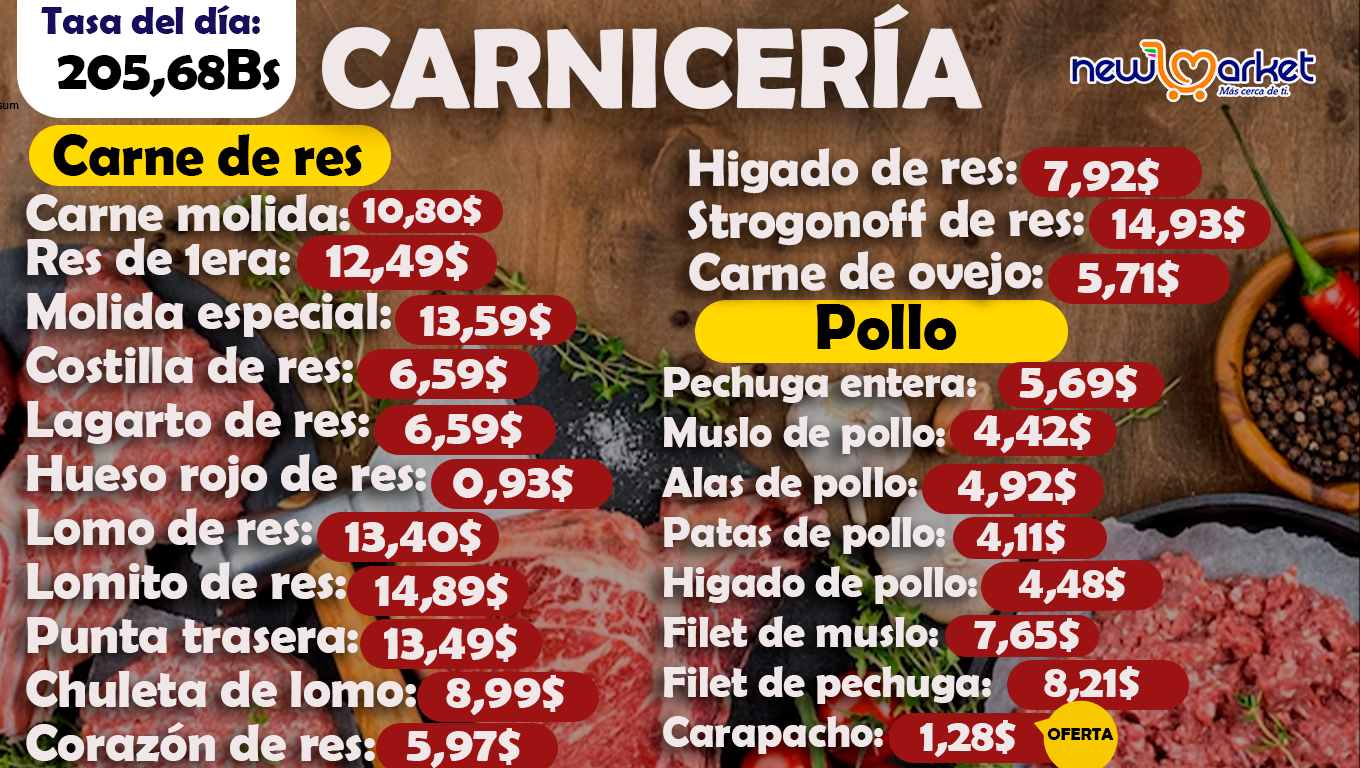 Tasa del día:
205,68Bs
sum
CARNICERÍA
new market
Más cerca de ti.
Carne de res
Carne molida: 10,80$
Res de 1era: 12,49$
Molida especial: 13,59$
Costilla de res: 6,59$
Lagarto de res: 6,59$
Hueso rojo de res: 0,93$
Lomo de res: 13,40$
Lomito de res: 14,89$
Punta trasera: 13,49$
Chuleta de lomo: 8,99$
Corazón de res: 5,97$
Higado de res: 7,92$
Strogonoff de res: 14,93$
Carne de ovejo: 5,71$
Pollo
Pechuga entera: 5,69$
Muslo de pollo: 4,42$
Alas de pollo: 4,92$
Patas de pollo: 4,11$
Higado de pollo: 4,48$
Filet de muslo: 7,65$
Filet de pechuga: 8,21$
Carapacho: 1,28$ OFERTA